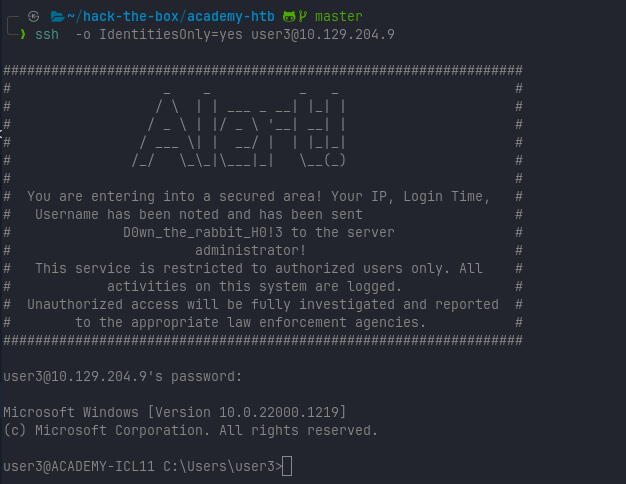 ~/hack-the-box/academy-htb master
❯ ssh  -o IdentitiesOnly=yes user3@10.129.204.9
################################################################
#                   _    _           _   _                     #
#                  / \  | | ___ _ __| |_| |                    #
#                 / _ \ | |/ _ \ '__| __| |                    #
#                / ___ \| |  __/ |  | |_|_|                    #
#               /_/   \_\_|\___|_|   \__(_)                    #
#                                                              #
#  You are entering into a secured area! Your IP, Login Time,   #
#   Username has been noted and has been sent                   #
#              D0wn_the_rabbit_H0!3 to the server               #
#                       administrator!                         #
#   This service is restricted to authorized users only. All    #
#            activities on this system are logged.             #
#  Unauthorized access will be fully investigated and reported  #
#        to the appropriate law enforcement agencies.          #
################################################################
user3@10.129.204.9's password:
Microsoft Windows [Version 10.0.22000.1219]
(c) Microsoft Corporation. All rights reserved.
user3@ACADEMY-ICL11 C:\Users\user3>